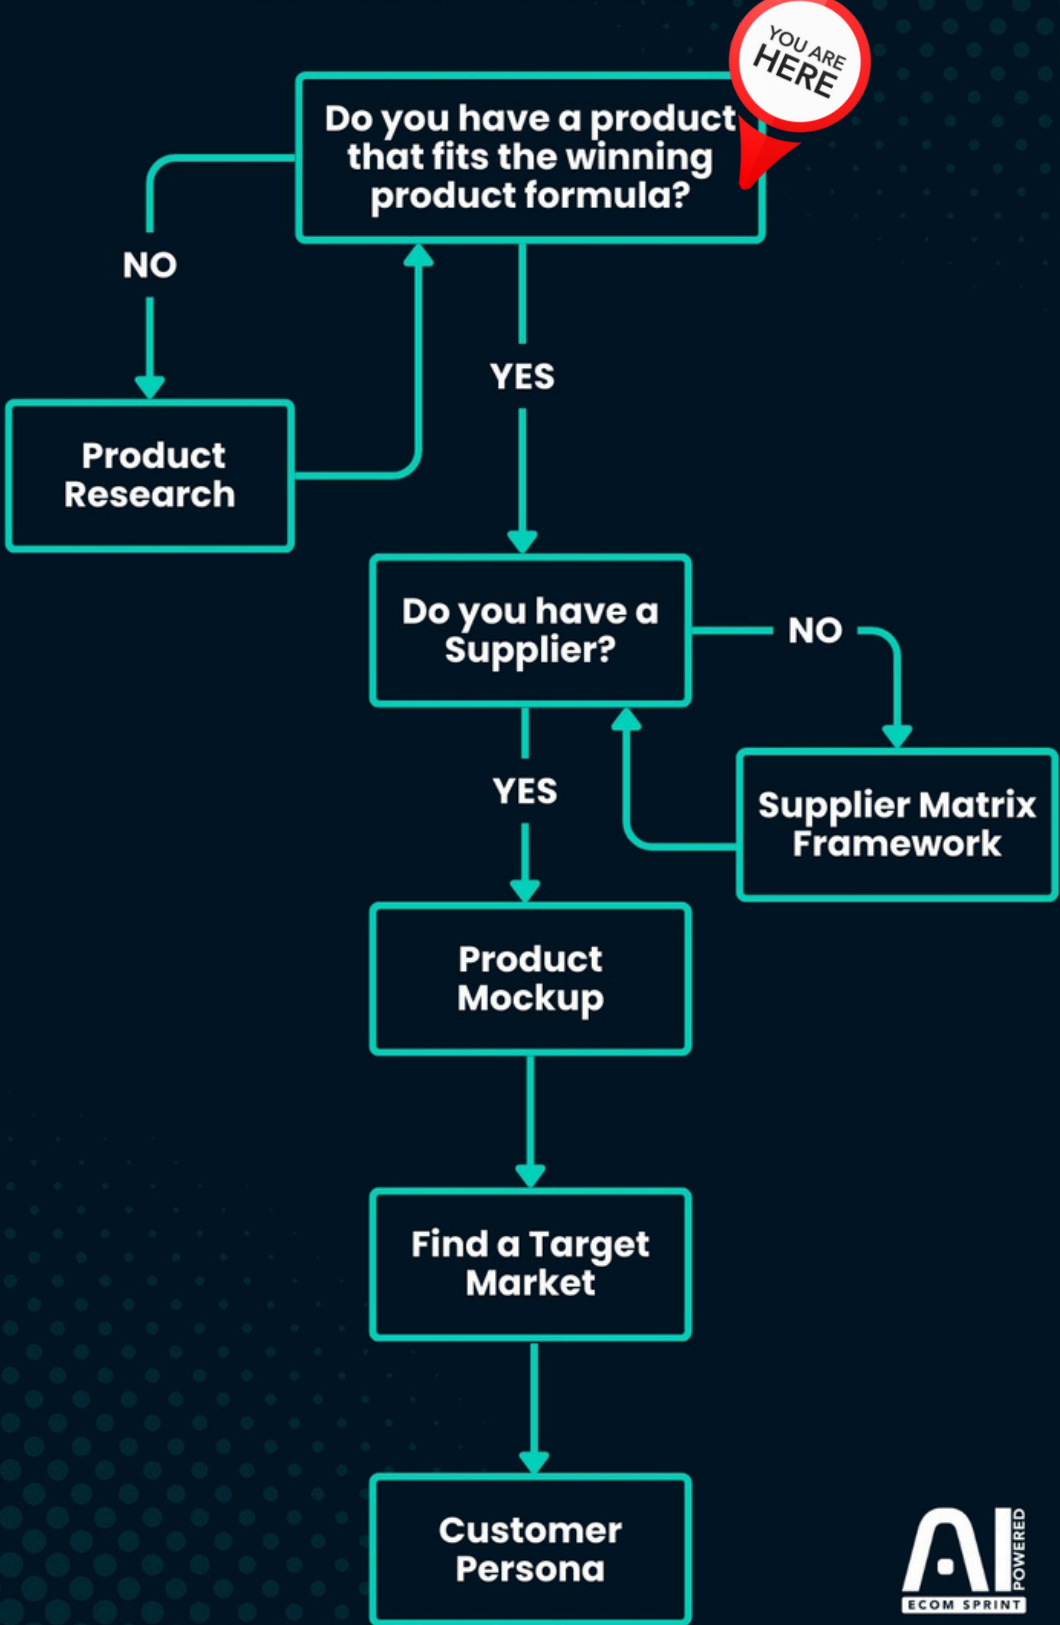 YOU ARE
HERE
Do you have a product
that fits the winning
product formula?
NO
YES
Product
Research
Do you have a
Supplier?
NO
YES
Supplier Matrix
Framework
Product
Mockup
Find a Target
Market
Customer
Persona
AI
POWERED
ECOM SPRINT